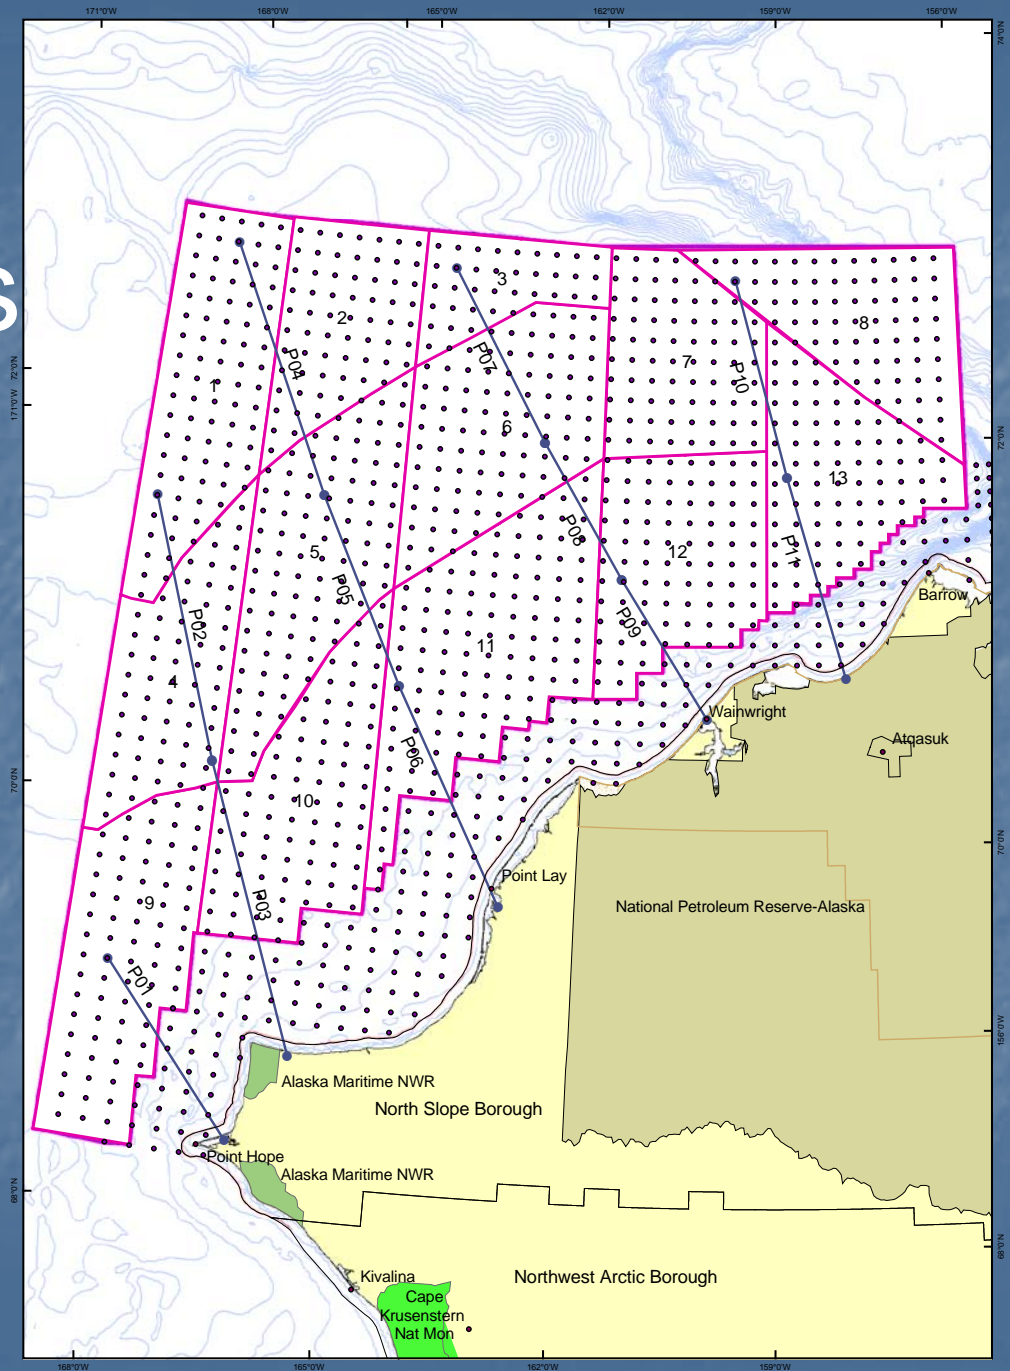 171°0'W
168°0'W
165°0'W
162°0'W
159°0'W
156°0'W
74°0'N
S
3
2
8
P04
P07
7
P10
72°0'N
1
171°0'W
6
72°0'N
13
5
P08
12
P11
P05
P02
P09
Barrow
11
4
Wainwright
P06
Atqasuk
70°0'N
10
70°0'N
Point Lay
9
P03
National Petroleum Reserve-Alaska
P01
156°0'W
Alaska Maritime NWR
North Slope Borough
Point Hope
Alaska Maritime NWR
68°0'N
68°0'N
Kivalina
Northwest Arctic Borough
Cape
Krusenstern
Nat Mon
168°0'W
165°0'W
162°0'W
159°0'W